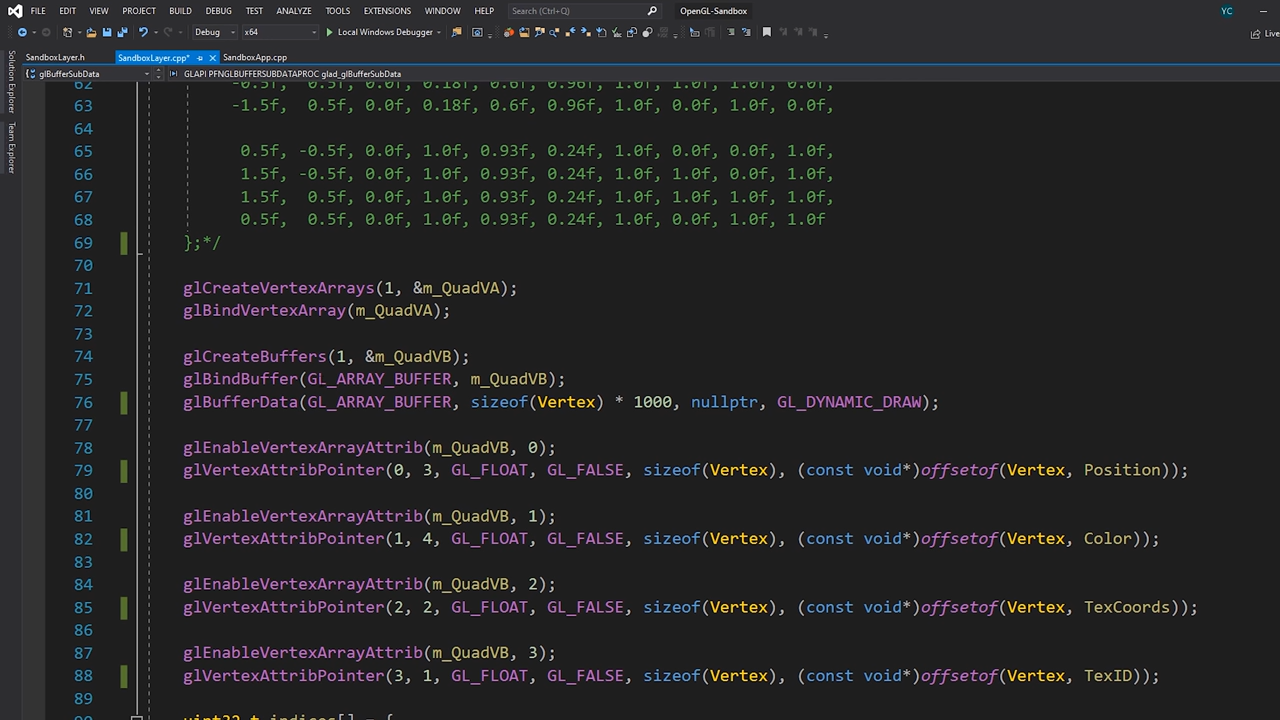 FILE EDIT VIEW PROJECT BUILD DEBUG TEST ANALYZE TOOLS EXTENSIONS WINDOW HELP Search (Ctrl+Q) OpenGL-Sandbox YC
Debug x64 Local Windows Debugger Live
SandboxLayer.h SandboxLayer.cpp* SandboxApp.cpp
glBufferSubData GLAPI PFNGLBUFFERSUBDATAPROC glad_glBufferSubData
Solution Explorer
Team Explorer
62 -0.5f, 0.5f, 0.0f, 0.18f, 0.6f, 0.96f, 1.0f, 1.0f, 1.0f, 0.0f,
63 -1.5f, 0.5f, 0.0f, 0.18f, 0.6f, 0.96f, 1.0f, 0.0f, 1.0f, 0.0f,
64
65 0.5f, -0.5f, 0.0f, 1.0f, 0.93f, 0.24f, 1.0f, 0.0f, 0.0f, 1.0f,
66 1.5f, -0.5f, 0.0f, 1.0f, 0.93f, 0.24f, 1.0f, 1.0f, 0.0f, 1.0f,
67 1.5f, 0.5f, 0.0f, 1.0f, 0.93f, 0.24f, 1.0f, 1.0f, 1.0f, 1.0f,
68 0.5f, 0.5f, 0.0f, 1.0f, 0.93f, 0.24f, 1.0f, 0.0f, 1.0f, 1.0f
69 };*/
70
71 glCreateVertexArrays(1, &m_QuadVA);
72 glBindVertexArray(m_QuadVA);
73
74 glCreateBuffers(1, &m_QuadVB);
75 glBindBuffer(GL_ARRAY_BUFFER, m_QuadVB);
76 glBufferData(GL_ARRAY_BUFFER, sizeof(Vertex) * 1000, nullptr, GL_DYNAMIC_DRAW);
77
78 glEnableVertexArrayAttrib(m_QuadVB, 0);
79 glVertexAttribPointer(0, 3, GL_FLOAT, GL_FALSE, sizeof(Vertex), (const void*)offsetof(Vertex, Position));
80
81 glEnableVertexArrayAttrib(m_QuadVB, 1);
82 glVertexAttribPointer(1, 4, GL_FLOAT, GL_FALSE, sizeof(Vertex), (const void*)offsetof(Vertex, Color));
83
84 glEnableVertexArrayAttrib(m_QuadVB, 2);
85 glVertexAttribPointer(2, 2, GL_FLOAT, GL_FALSE, sizeof(Vertex), (const void*)offsetof(Vertex, TexCoords));
86
87 glEnableVertexArrayAttrib(m_QuadVB, 3);
88 glVertexAttribPointer(3, 1, GL_FLOAT, GL_FALSE, sizeof(Vertex), (const void*)offsetof(Vertex, TexID));
89
90 uint32_t indices[] = {